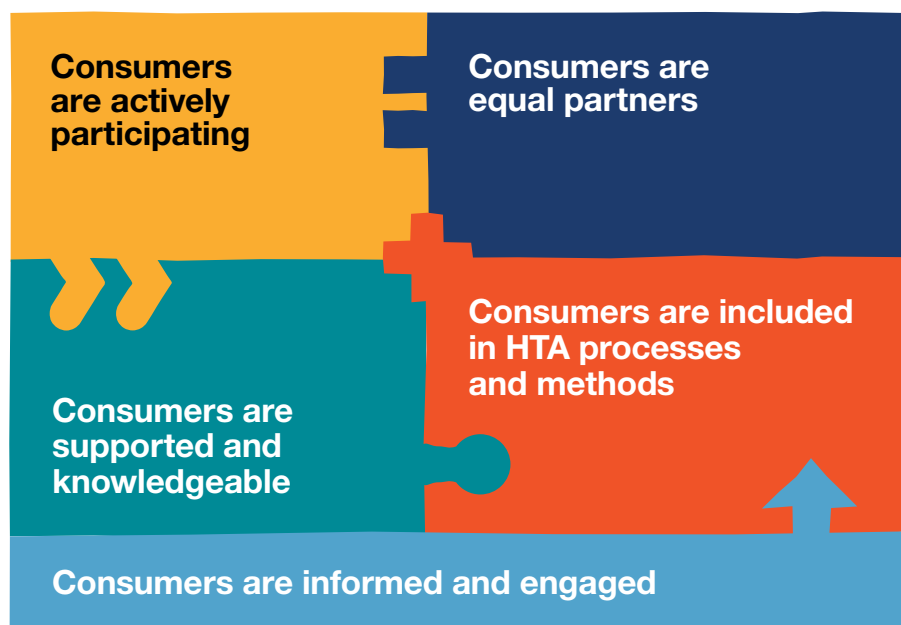 Consumers
are actively
participating
Consumers are
equal partners
Consumers are included
in HTA processes
and methods
Consumers are
supported and
knowledgeable
Consumers are informed and engaged